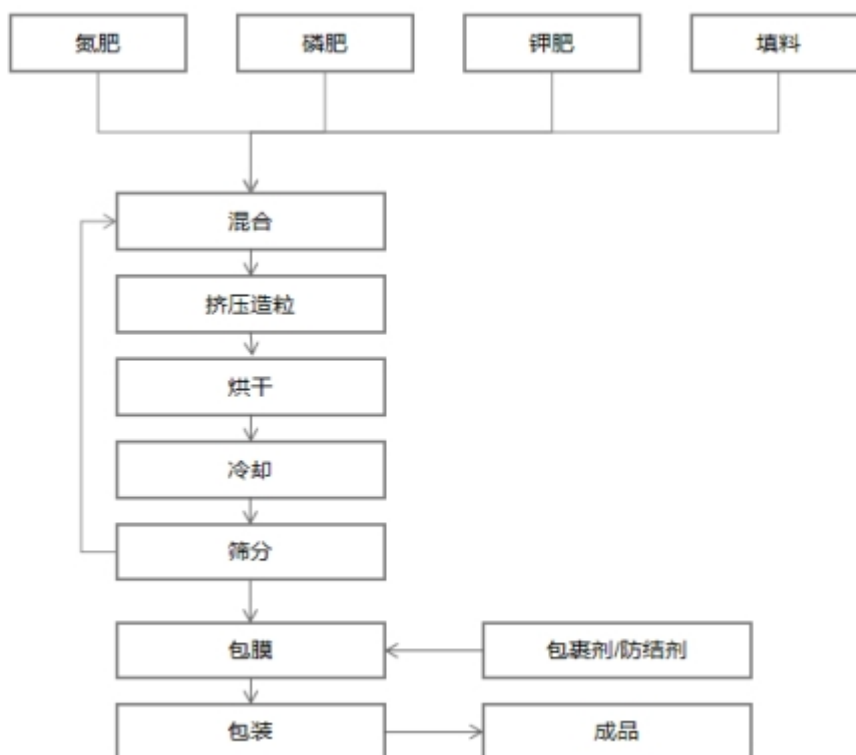 氮肥
磷肥
钾肥
填料
混合
挤压造粒
烘干
冷却
筛分
包膜
包裹剂/防结剂
包装
成品